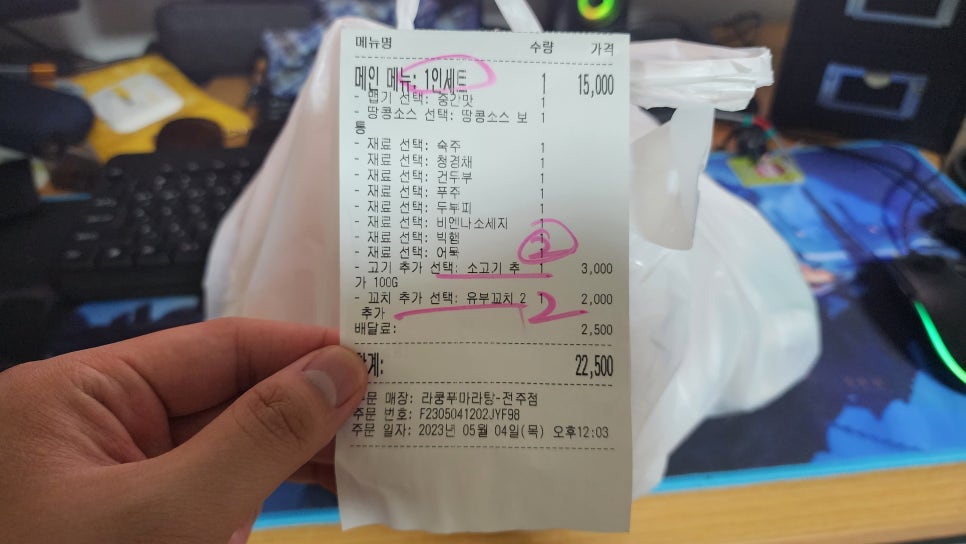 메뉴명 수량 가격
메인 메뉴: 1인세트 1 15,000
- 맵기 선택: 중간맛 1
- 땅콩소스 선택: 땅콩소스 보 1
통
- 재료 선택: 숙주 1
- 재료 선택: 청경채 1
- 재료 선택: 건두부 1
- 재료 선택: 푸주 1
- 재료 선택: 두부피 1
- 재료 선택: 비엔나소세지 1
- 재료 선택: 빅햄 1
- 재료 선택: 어묵 1
②
- 고기 추가 선택: 소고기 추 1 3,000
가 100G
- 꼬치 추가 선택: 유부꼬치 2 1 2,000
추가
2
배달료: 2,500
합계: 22,500
주문 매장: 라쿵푸마라탕-전주점
주문 번호: F2305041202JYF98
주문 일자: 2023년 05월 04일(목) 오후12:03